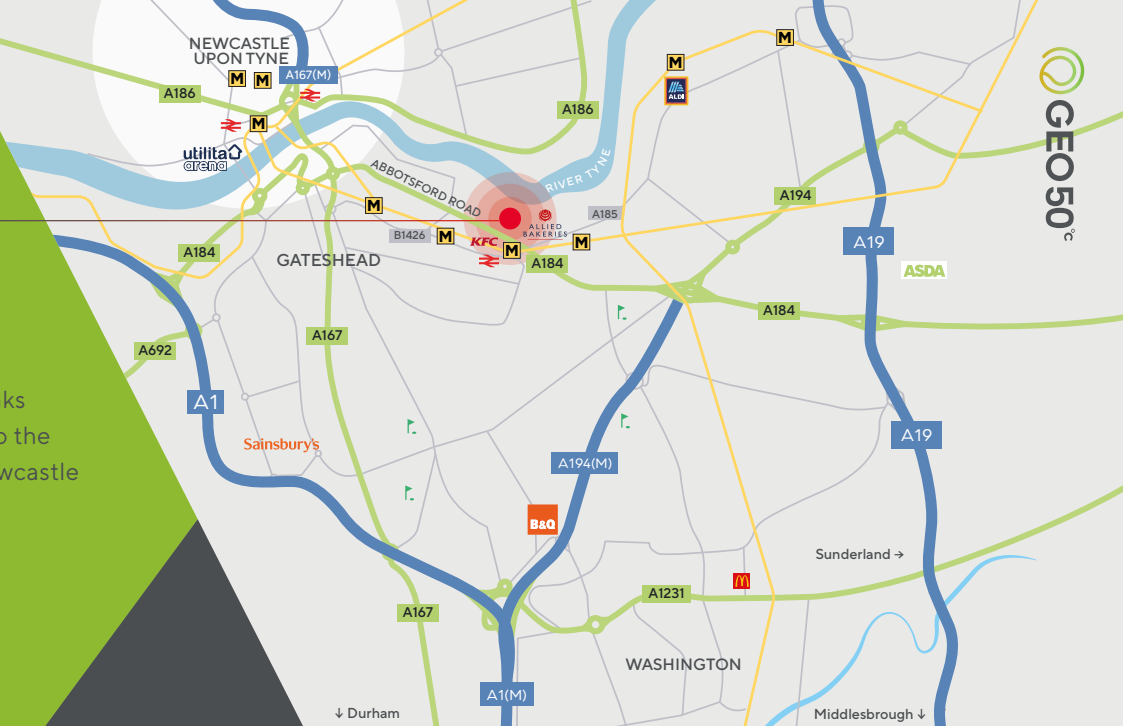 NEWCASTLE
UPON TYNE
M
M
A167(M)
A186
M
utilita
arena
M
ALDI
M
A186
GEO50°C
ABBOTSFORD ROAD
RIVER TYNE
A194
M
B1426
M
KFC
M
ALLIED
BAKERIES
A185
M
A19
A184
GATESHEAD
A184
ASDA
A184
A692
A167
A1
ks
o the
wcastle
Sainsbury's
A194(M)
A19
B&Q
Sunderland →
A1231
A167
WASHINGTON
A1(M)
↓ Durham
Middlesbrough ↓